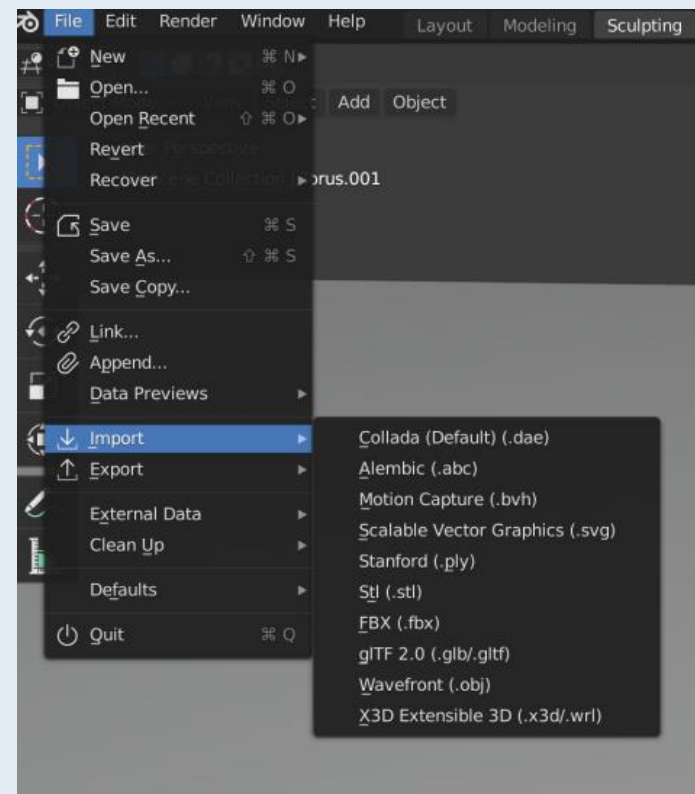 File Edit Render Window Help Layout Modeling Sculpting
New ⌘ N
Open... ⌘ O
Add Object
Open Recent ⇧ ⌘ O
Revert
Recover
orus.001
Save ⌘ S
Save As... ⇧ ⌘ S
Save Copy...
Link...
Append...
Data Previews
Import
Export
External Data
Clean Up
Defaults
Quit ⌘ Q
Collada (Default) (.dae)
Alembic (.abc)
Motion Capture (.bvh)
Scalable Vector Graphics (.svg)
Stanford (.ply)
Stl (.stl)
FBX (.fbx)
glTF 2.0 (.glb/.gltf)
Wavefront (.obj)
X3D Extensible 3D (.x3d/.wrl)